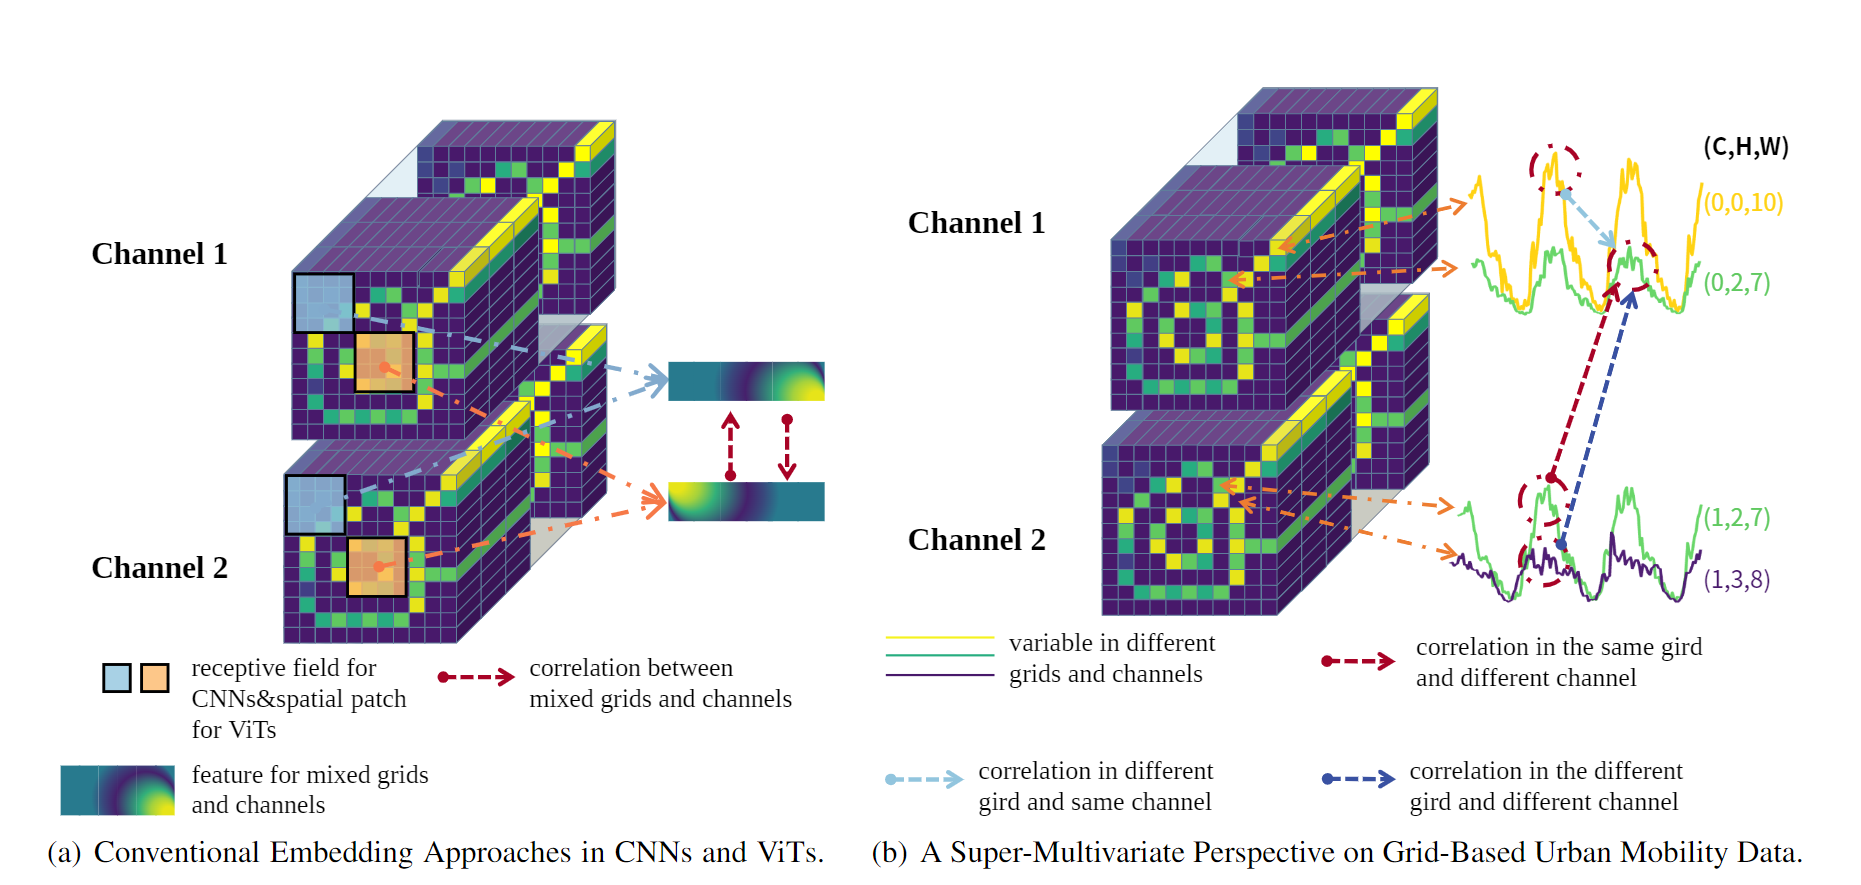 Channel 1
Channel 2
receptive field for
CNNs&spatial patch
for ViTs
correlation between
mixed grids and channels
feature for mixed grids
and channels
(a) Conventional Embedding Approaches in CNNs and ViTs.
Channel 1
Channel 2
(C,H,W)
(0,0,10)
(0,2,7)
(1,2,7)
(1,3,8)
variable in different
grids and channels
correlation in the same gird
and different channel
correlation in different
gird and same channel
correlation in the different
gird and different channel
(b) A Super-Multivariate Perspective on Grid-Based Urban Mobility Data.